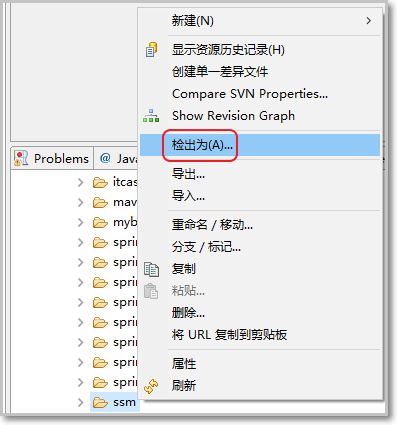 新建(N)
显示资源历史记录(H)
创建单一差异文件
Compare SVN Properties...
Show Revision Graph
检出为(A)...
导出...
导入...
重命名 / 移动...
分支 / 标记...
复制
粘贴...
删除...
将 URL 复制到剪贴板
属性
刷新
Problems @ Java
itcas
mav
myb
sprin
sprin
sprin
sprin
sprin
sprin
sprin
sprin
ssm